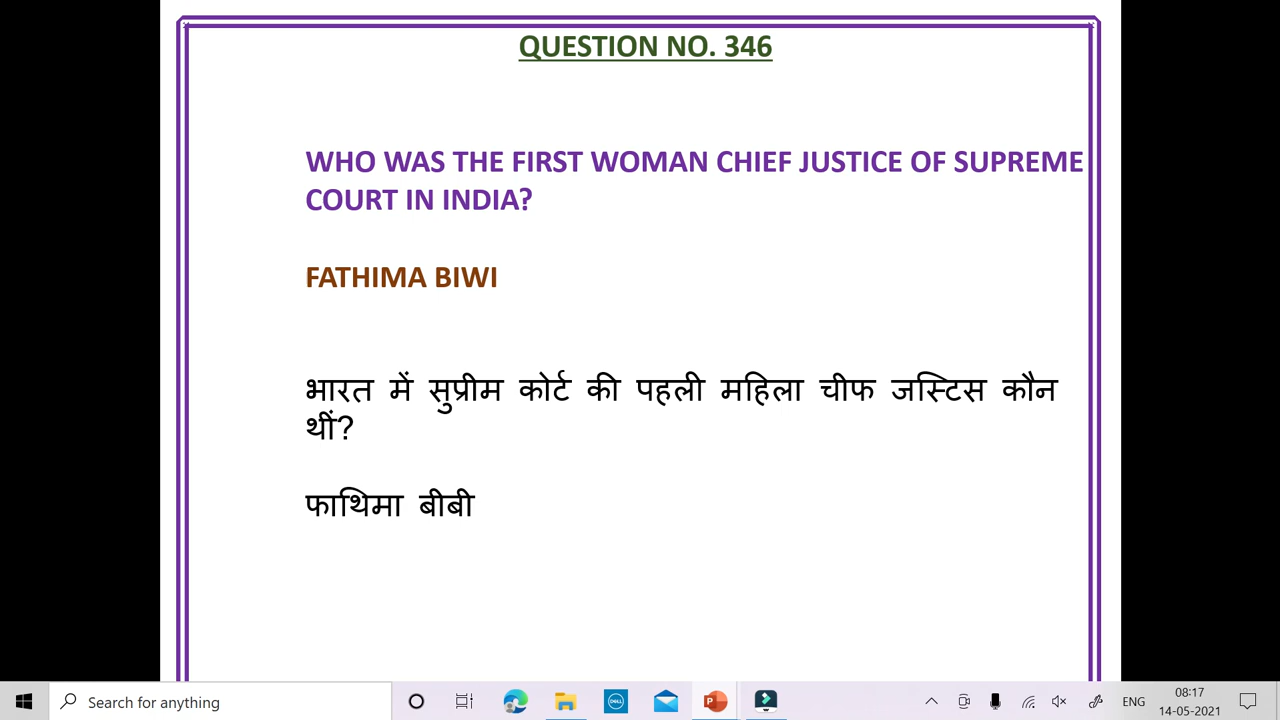 QUESTION NO. 346
WHO WAS THE FIRST WOMAN CHIEF JUSTICE OF SUPREME
COURT IN INDIA?
FATHIMA BIWI
भारत में सुप्रीम कोर्ट की पहली महिला चीफ जस्टिस कौन
थीं?
फाथिमा बीबी
Search for anything
DELL
P
ENG
08:17
14-05-2021